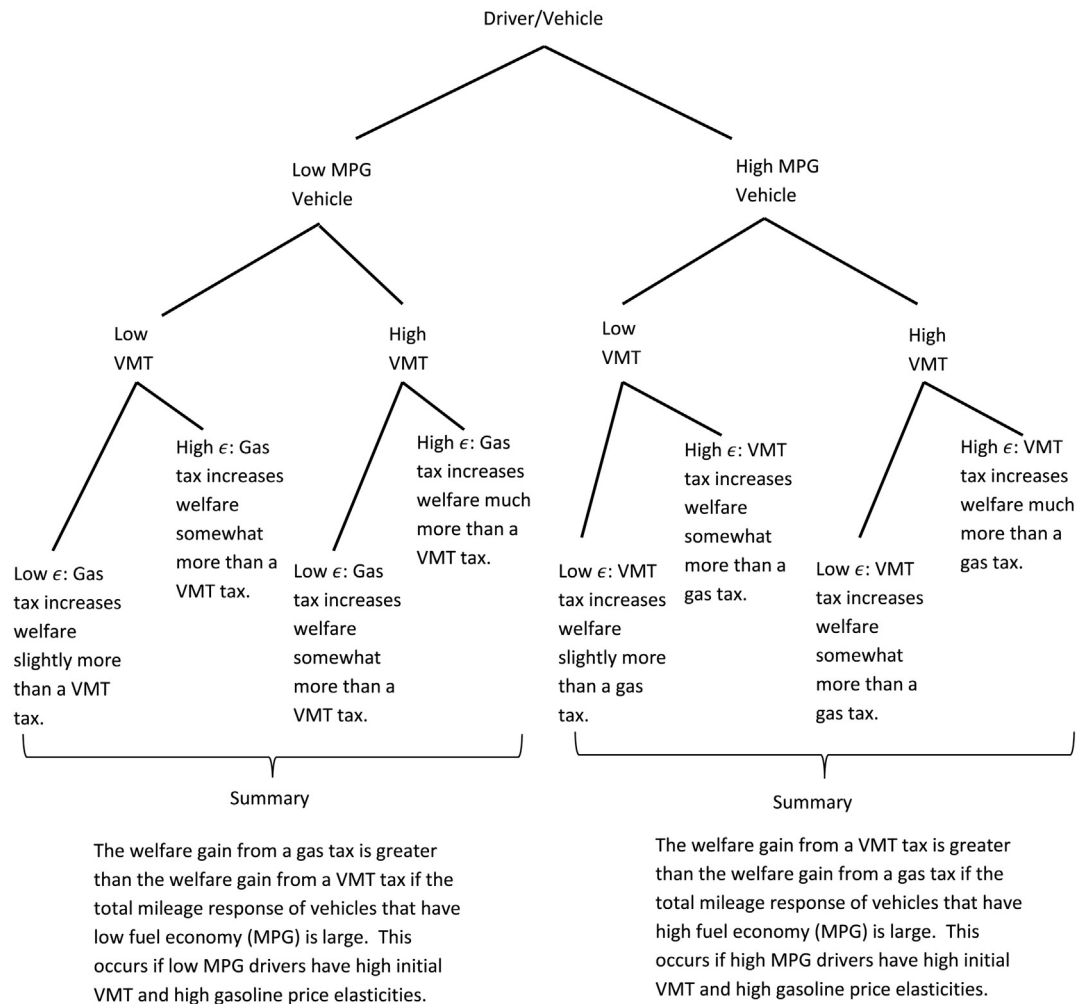 Driver/Vehicle
Low MPG
Vehicle
High MPG
Vehicle
Low
VMT
High
VMT
Low
VMT
High
VMT
Low ϵ: Gas
tax increases
welfare
slightly more
than a VMT
tax.
High ϵ: Gas
tax increases
welfare
somewhat
more than a
VMT tax.
Low ϵ: Gas
tax increases
welfare
somewhat
more than a
VMT tax.
High ϵ: Gas
tax increases
welfare much
more than a
VMT tax.
Low ϵ: VMT
tax increases
welfare
slightly more
than a gas
tax.
High ϵ: VMT
tax increases
welfare
somewhat
more than a
gas tax.
Low ϵ: VMT
tax increases
welfare
somewhat
more than a
gas tax.
High ϵ: VMT
tax increases
welfare much
more than a
gas tax.
Summary
The welfare gain from a gas tax is greater
than the welfare gain from a VMT tax if the
total mileage response of vehicles that have
low fuel economy (MPG) is large.  This
occurs if low MPG drivers have high initial
VMT and high gasoline price elasticities.
Summary
The welfare gain from a VMT tax is greater
than the welfare gain from a gas tax if the
total mileage response of vehicles that have
high fuel economy (MPG) is large.  This
occurs if high MPG drivers have high initial
VMT and high gasoline price elasticities.